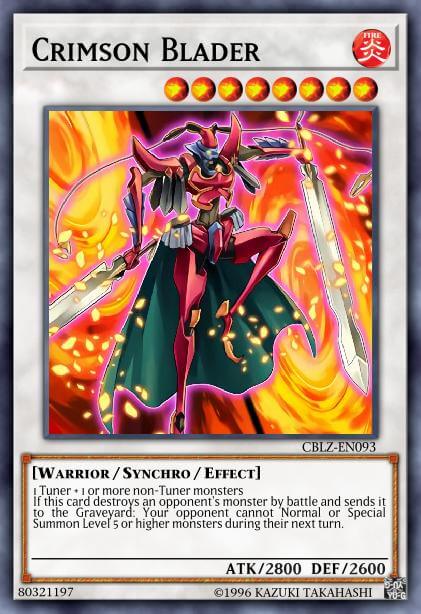 CRIMSON BLADER
FIRE
炎
CBLZ-EN093
[WARRIOR / SYNCHRO / EFFECT]
1 Tuner + 1 or more non-Tuner monsters
If this card destroys an opponent's monster by battle and sends it
to the Graveyard: Your opponent cannot Normal or Special
Summon Level 5 or higher monsters during their next turn.
ATK/2800 DEF/2600
80321197
©1996 KAZUKI TAKAHASHI